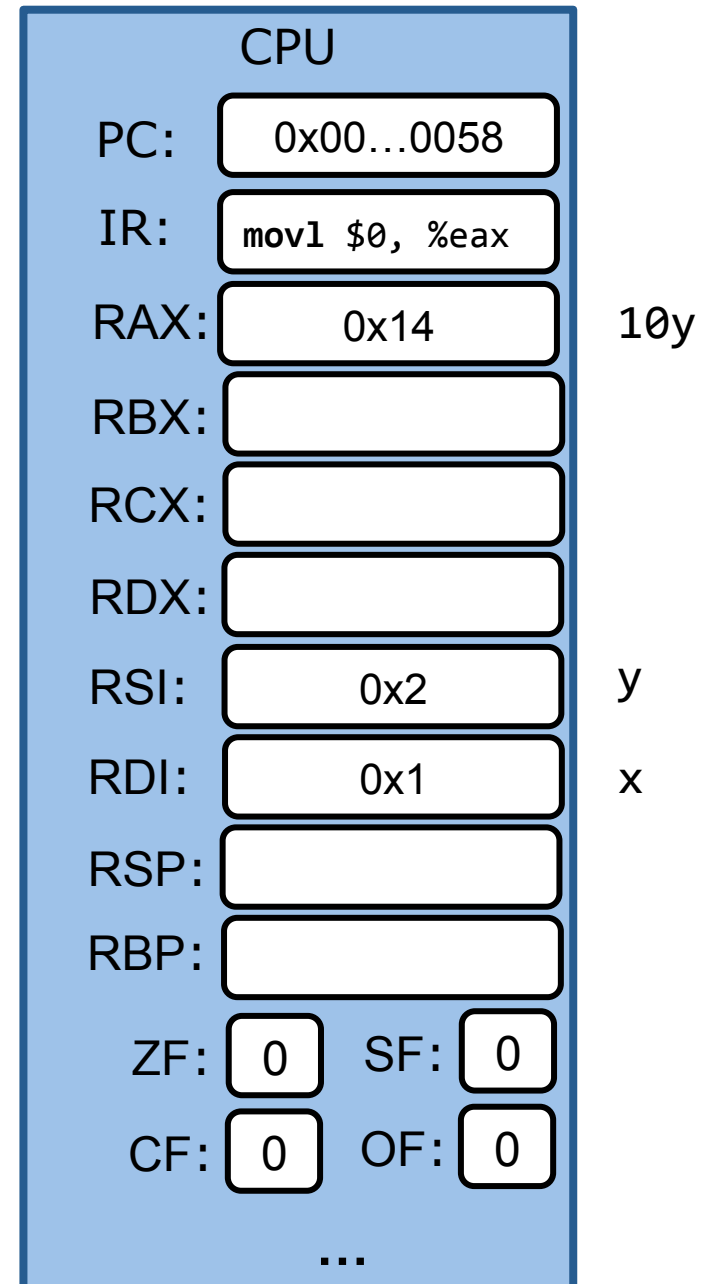 CPU
PC: 0x00…0058
IR: movl $0, %eax
RAX: 0x14 10y
RBX:
RCX:
RDX:
RSI: 0x2 y
RDI: 0x1 x
RSP:
RBP:
ZF: 0 SF: 0
CF: 0 OF: 0
…